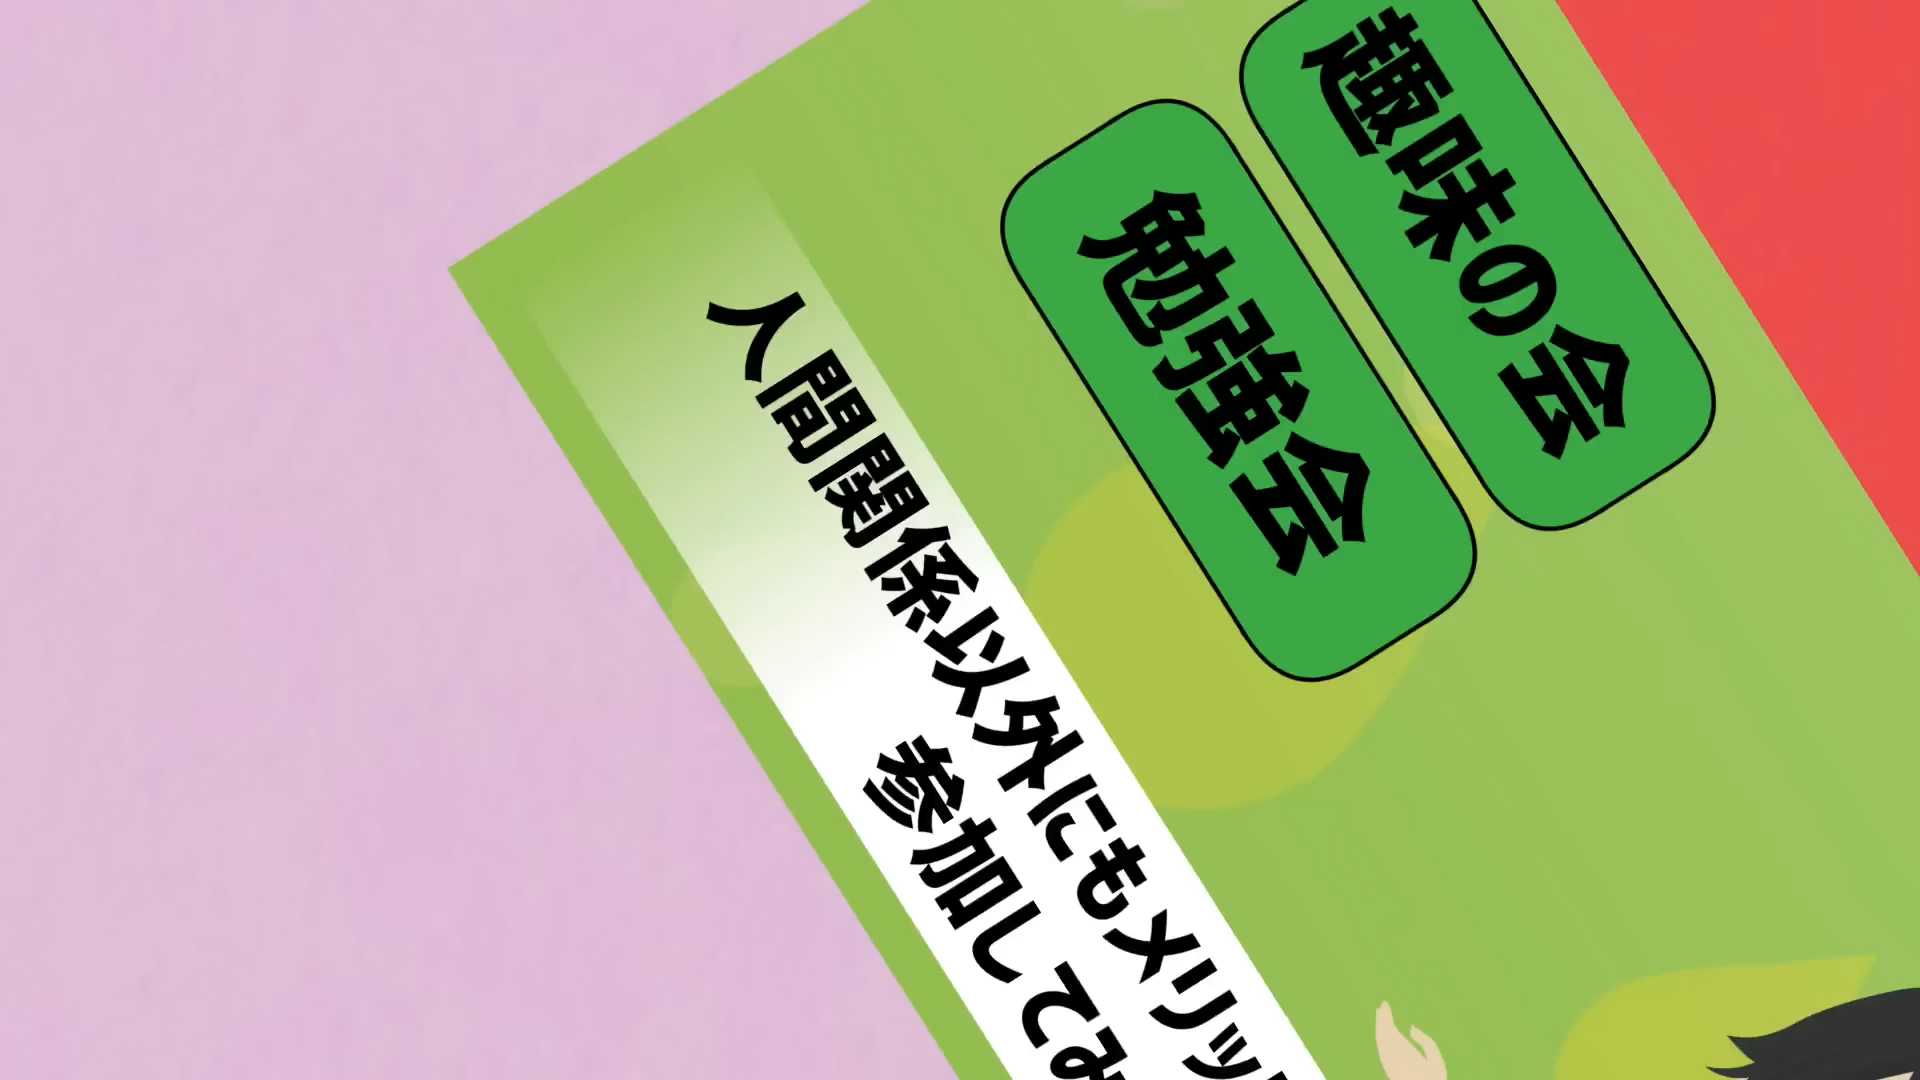 趣味の会
勉強会
人間関係以外にもメリッ
参加してみ